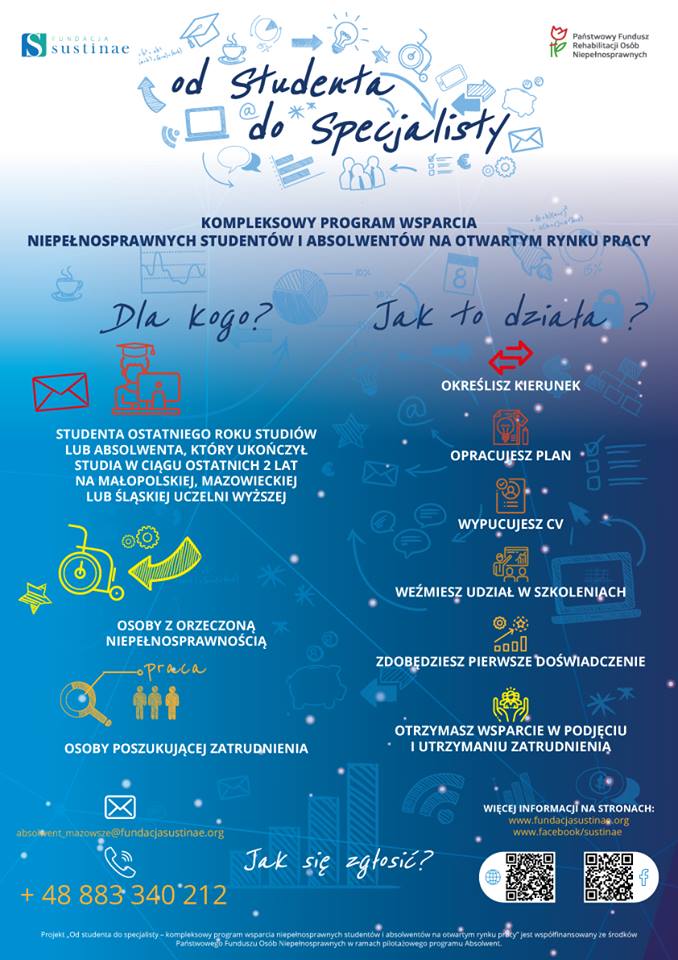 FUNDACJA
sustinae
Państwowy Fundusz
Rehabilitacji Osób
Niepełnosprawnych
od Studenta
do Specjalisty
KOMPLEKSOWY PROGRAM WSPARCIA
NIEPEŁNOSPRAWNYCH STUDENTÓW I ABSOLWENTÓW NA OTWARTYM RYNKU PRACY
Dla kogo?
STUDENTA OSTATNIEGO ROKU STUDIÓW
LUB ABSOLWENTA, KTÓRY UKOŃCZYŁ
STUDIA W CIĄGU OSTATNICH 2 LAT
NA MAŁOPOLSKIEJ, MAZOWIECKIEJ
LUB ŚLĄSKIEJ UCZELNI WYŻSZEJ
OSOBY Z ORZECZONĄ
NIEPEŁNOSPRAWNOŚCIĄ
praca
OSOBY POSZUKUJĄCEJ ZATRUDNIENIA
Jak to działa ?
OKREŚLISZ KIERUNEK
OPRACUJESZ PLAN
WYPUCUJESZ CV
WEŹMIESZ UDZIAŁ W SZKOLENIACH
ZDOBĘDZIESZ PIERWSZE DOŚWIADCZENIE
OTRZYMASZ WSPARCIE W PODJĘCIU
I UTRZYMANIU ZATRUDNIENIA
absolwent_mazowsze@fundacjasustinae.org
+ 48 883 340 212
Jak się zgłosić?
WIĘCEJ INFORMACJI NA STRONACH:
www.fundacjasustinae.org
www.facebook/sustinae
Projekt „Od studenta do specjalisty – kompleksowy program wsparcia niepełnosprawnych studentów i absolwentów na otwartym rynku pracy" jest współfinansowany ze środków
Państwowego Funduszu Osób Niepełnosprawnych w ramach pilotażowego programu Absolwent.